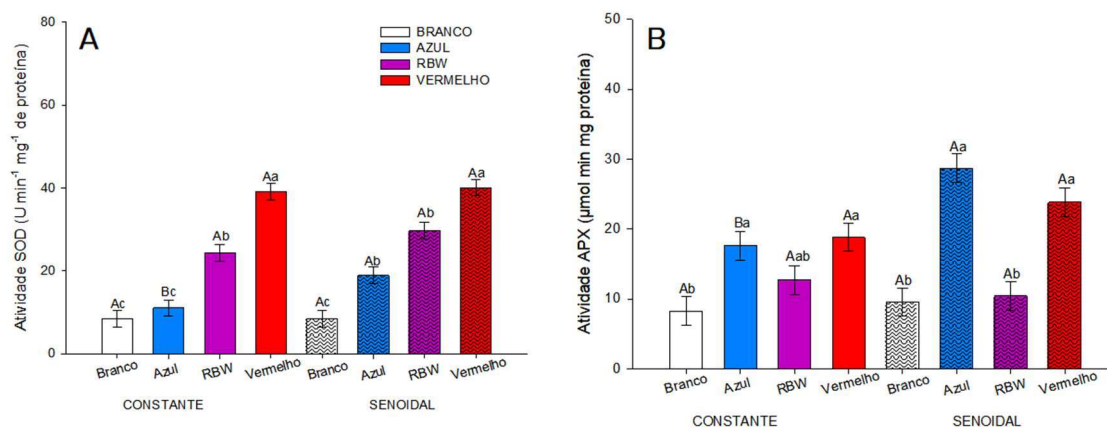 A
80
60
40
20
0
Atividade SOD (U min⁻¹ mg⁻¹ de proteína)
BRANCO
AZUL
RBW
VERMELHO
Ac
Bc
Ab
Aa
Ac
Ab
Ab
Aa
Branco
Azul
RBW
Vermelho
Branco
Azul
RBW
Vermelho
CONSTANTE
SENOIDAL
B
50
40
30
20
10
0
Atividade APX (µmol min mg proteína)
Ab
Ba
Aab
Aa
Ab
Aa
Ab
Aa
Branco
Azul
RBW
Vermelho
Branco
Azul
RBW
Vermelho
CONSTANTE
SENOIDAL